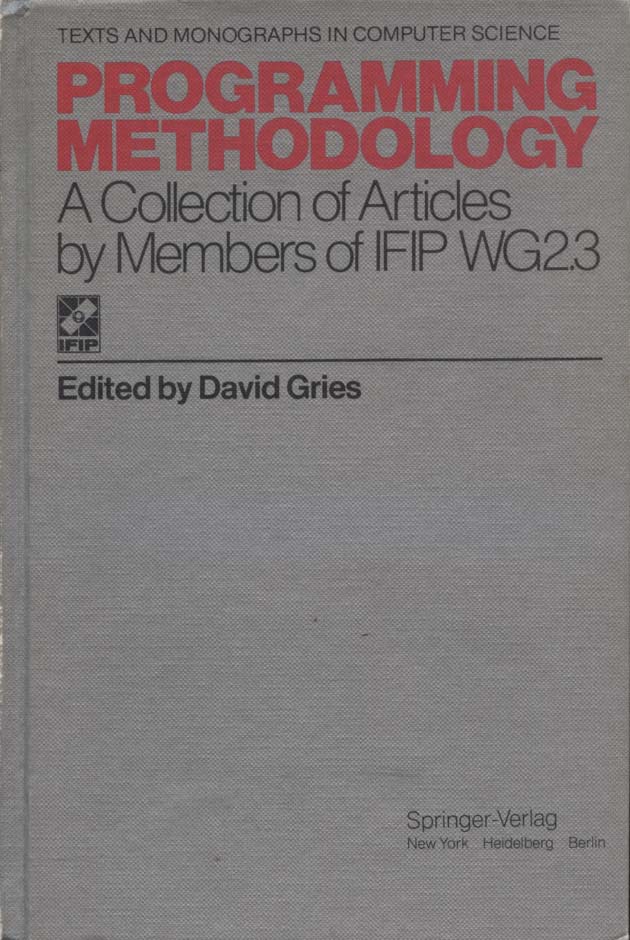 TEXTS AND MONOGRAPHS IN COMPUTER SCIENCE
PROGRAMMING
METHODOLOGY
A Collection of Articles
by Members of IFIP WG2.3
IFIP
Edited by David Gries
Springer-Verlag
New York Heidelberg Berlin